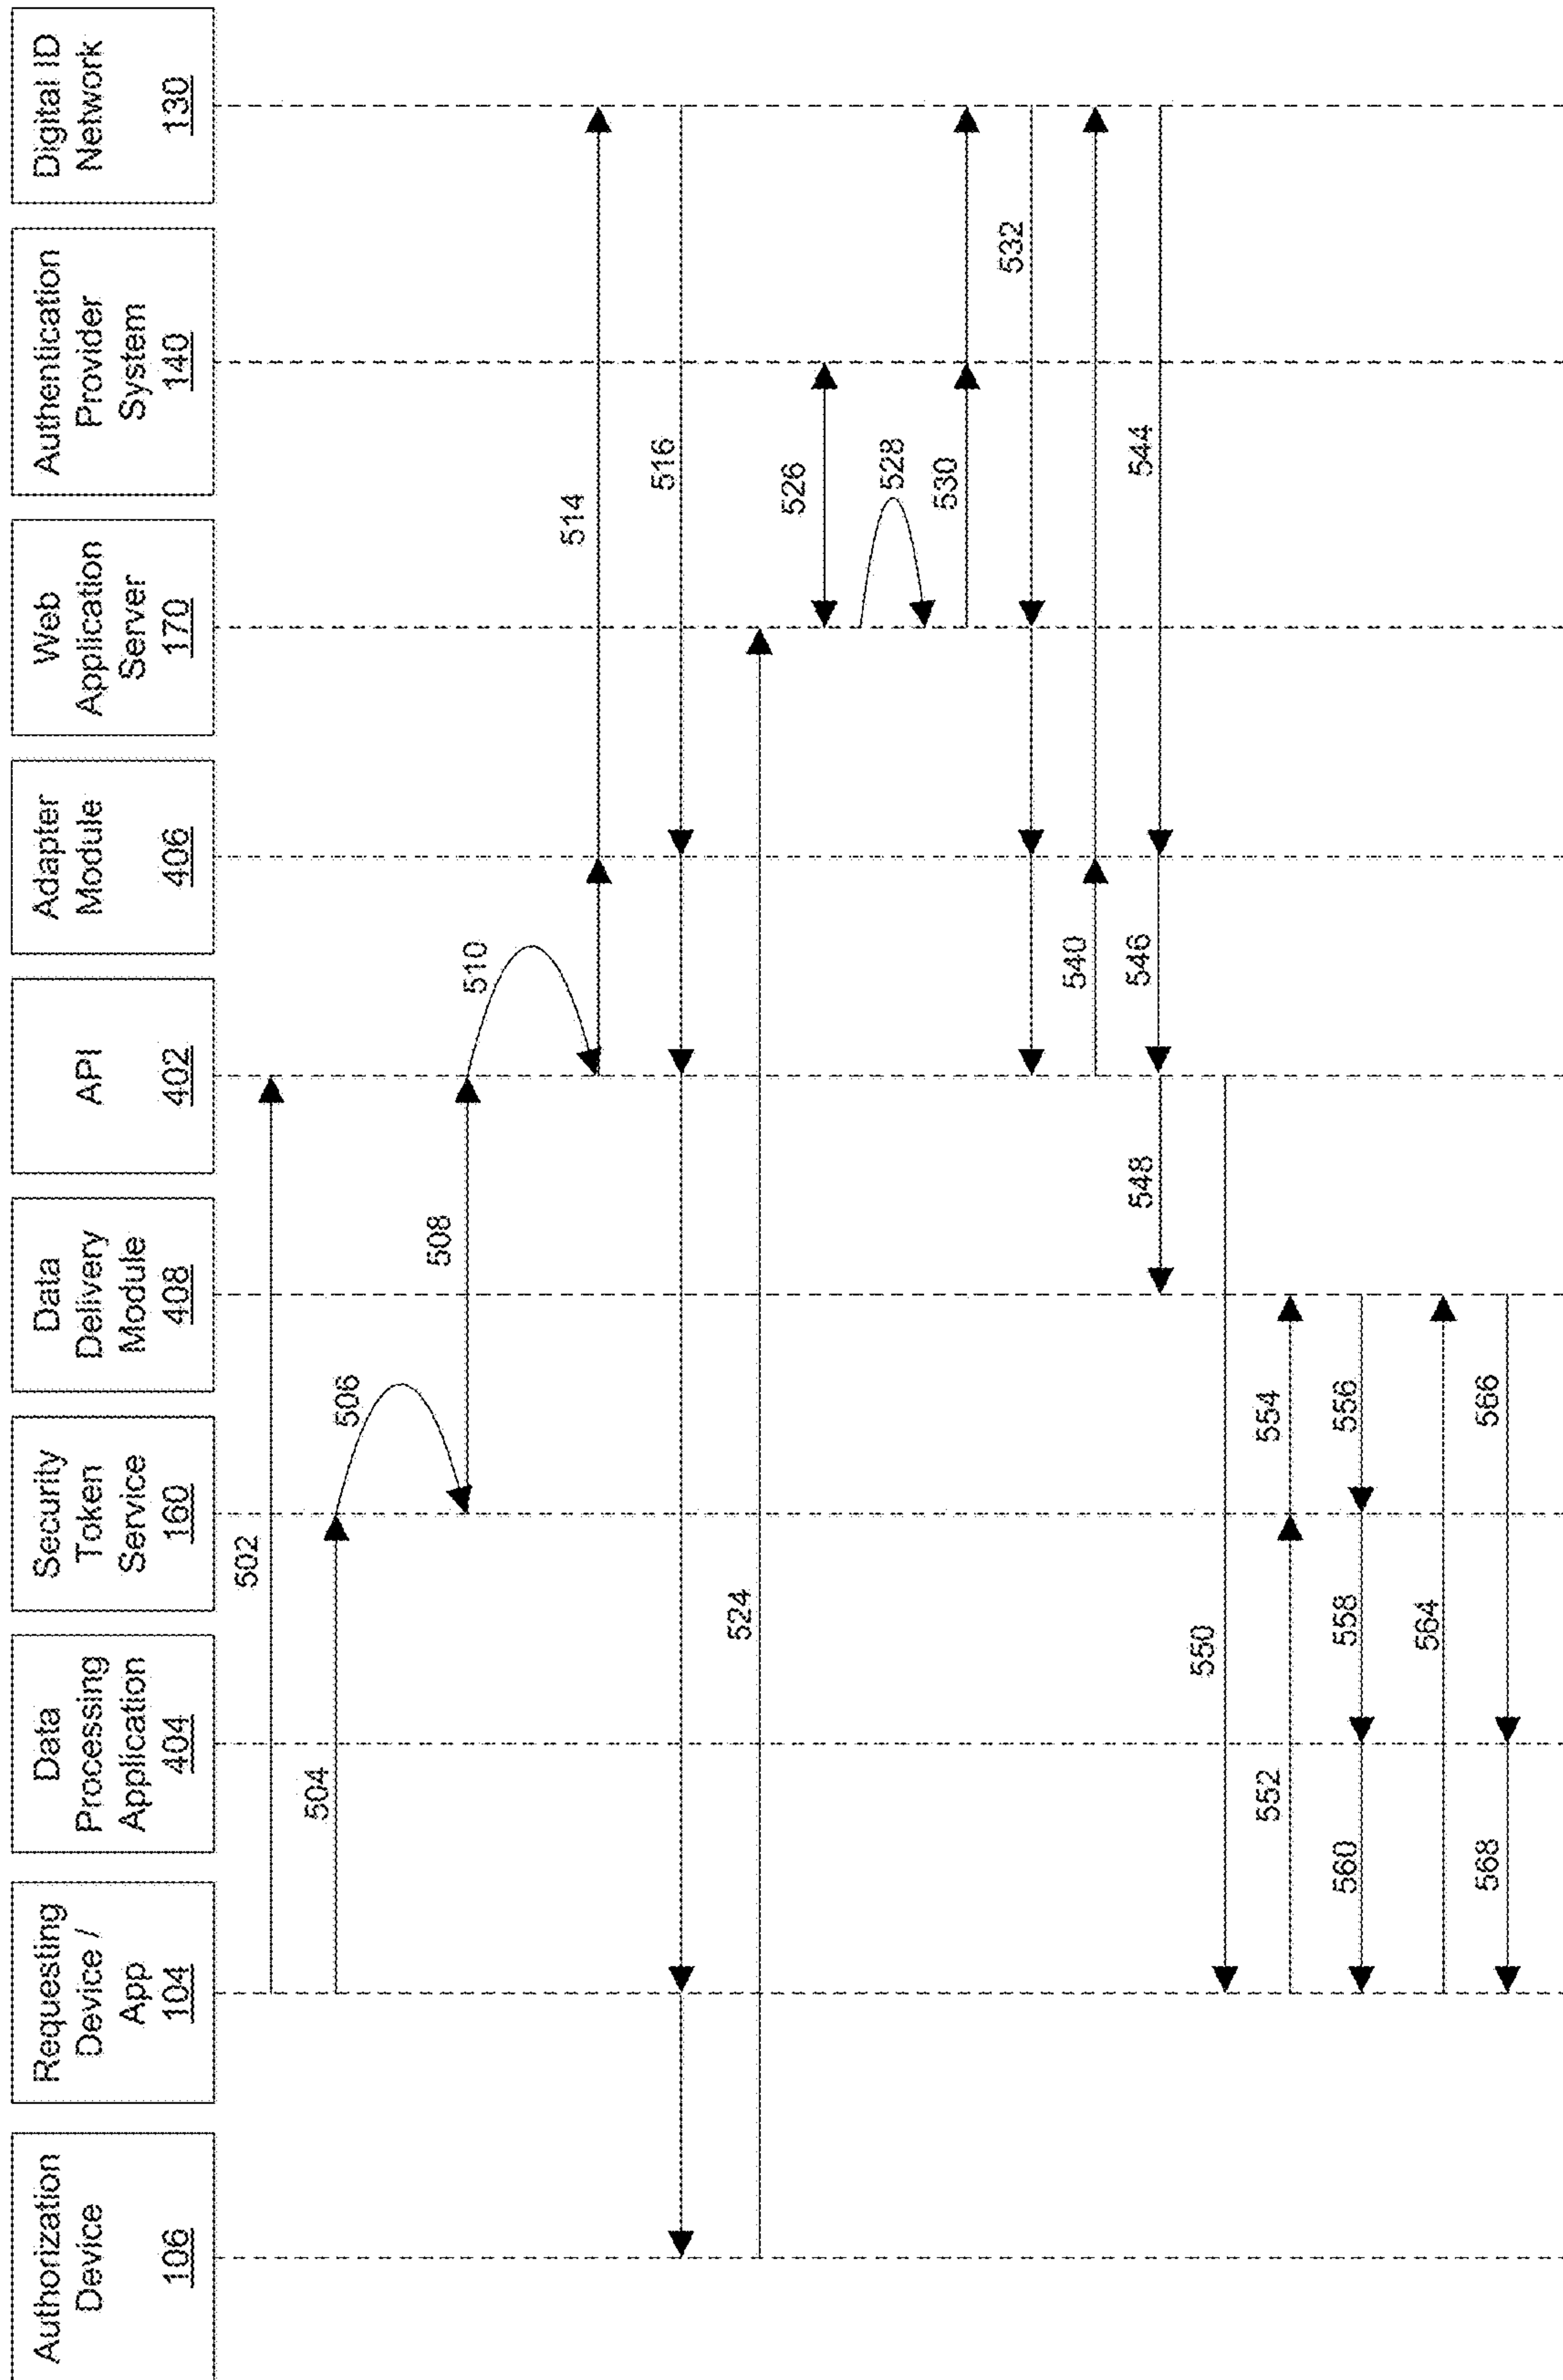 Authorization
Device
106
Requesting
Device /
App
104
Data
Processing
Application
404
Security
Token
Service
160
Data
Delivery
Module
408
API
402
Adapter
Module
406
Web
Application
Server
170
Authentication
Provider
System
140
Digital ID
Network
130
502
504
506
508
510
514
516
524
526
528
530
532
540
544
546
548
550
552
554
556
558
560
564
566
568